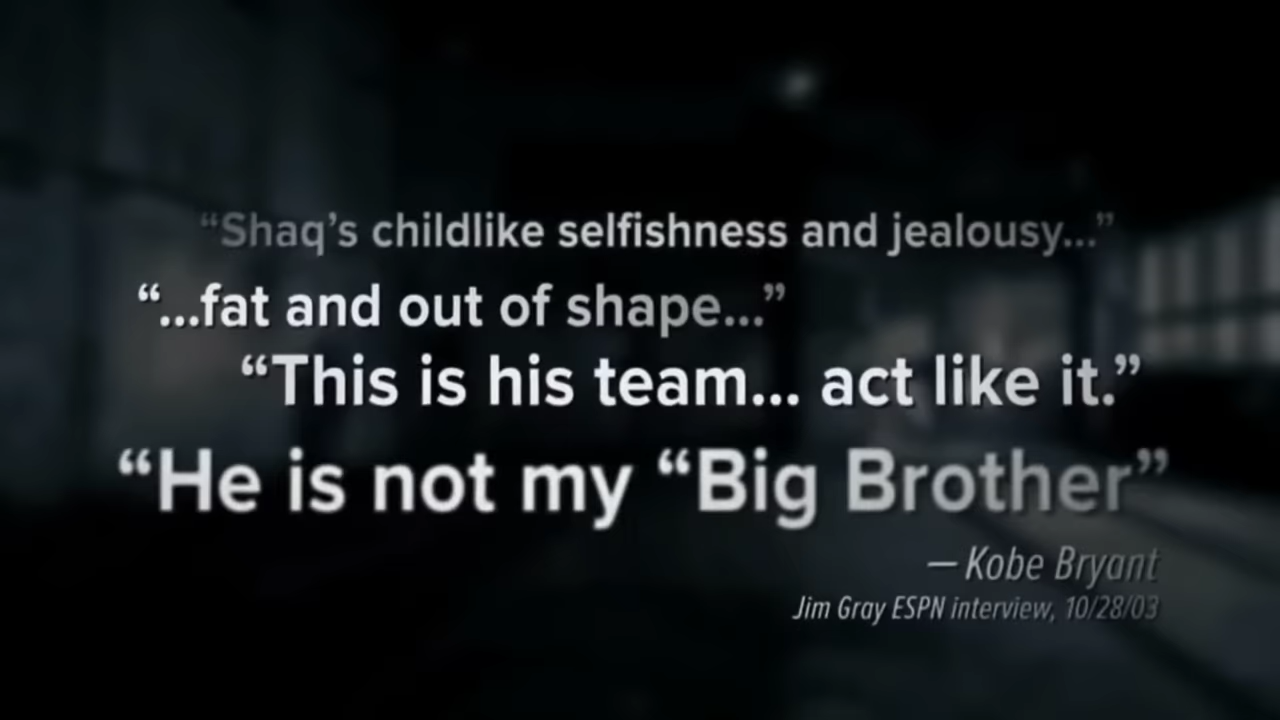 “Shaq’s childlike selfishness and jealousy...”
“...fat and out of shape...”
“This is his team... act like it.”
“He is not my “Big Brother”
– Kobe Bryant
Jim Gray ESPN interview, 10/28/03